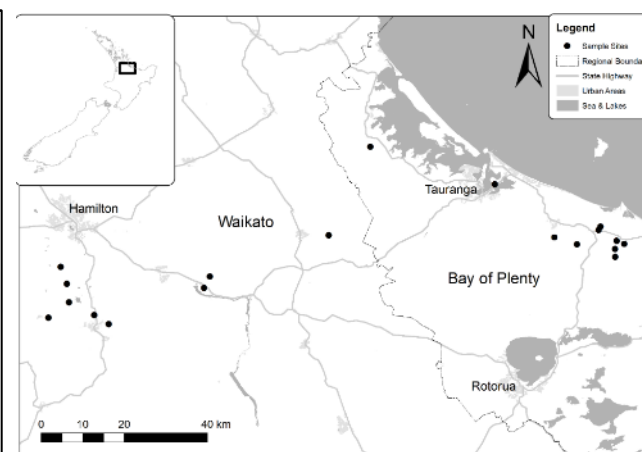 N
Legend
Sample Sites
Regional Bounda
State Highway
Urban Areas
Sea & Lakes
Tauranga
Hamilton
Waikato
Bay of Plenty
Rotorua
0 10 20 40 km